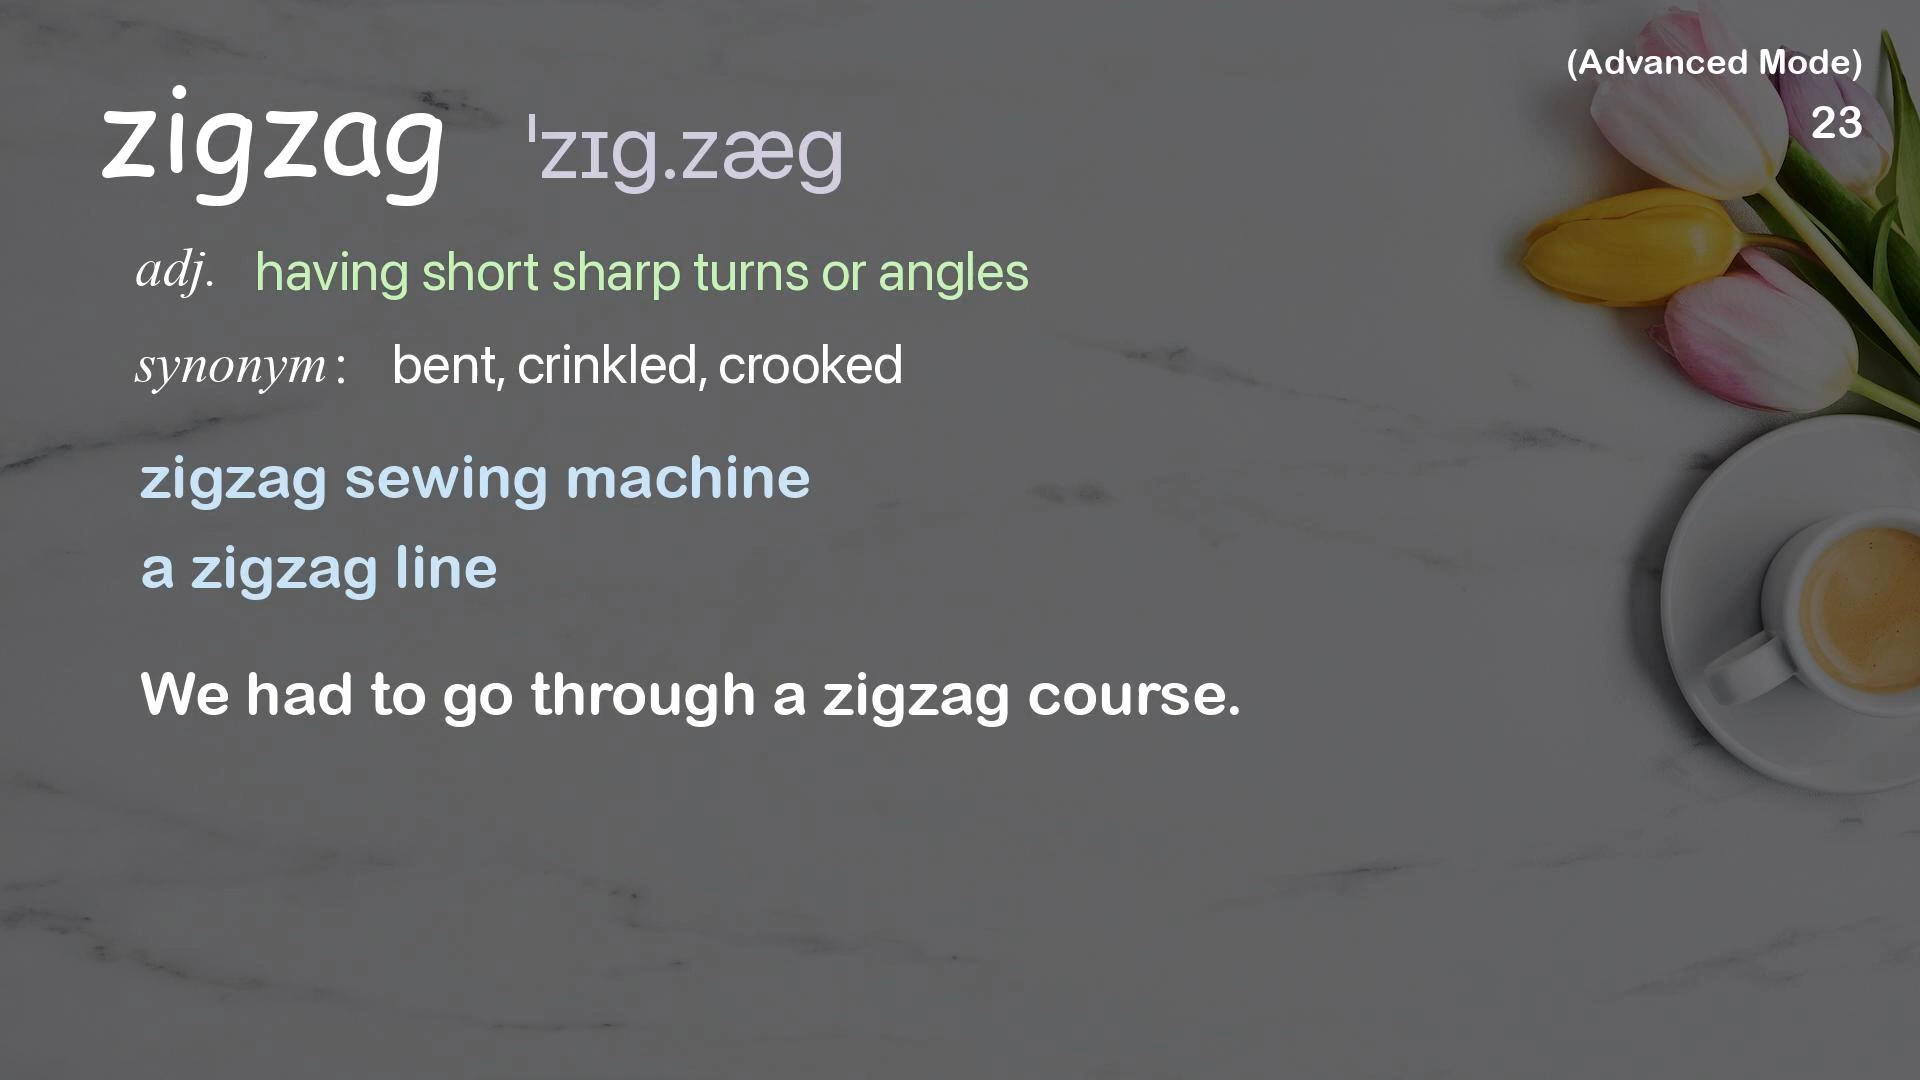 (Advanced Mode)
23
zigzag ˈzɪg.zæg
adj. having short sharp turns or angles
synonym: bent, crinkled, crooked
zigzag sewing machine
a zigzag line
We had to go through a zigzag course.